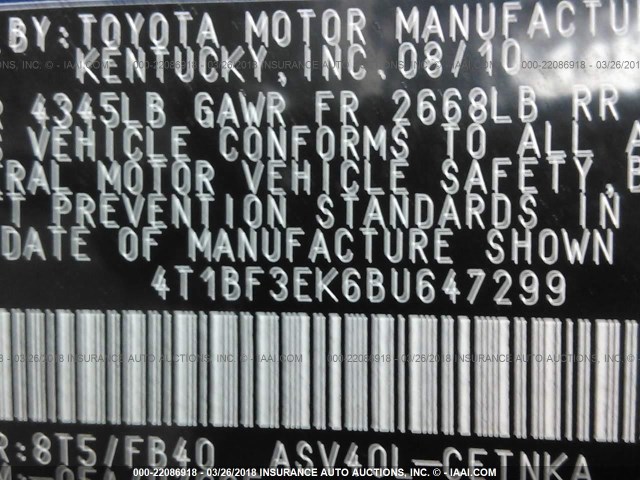 BY:TOYOTA MOTOR MANUFACTU
KENTUCKY,INC.08/10
4345LB GAWR FR 2668LB RR
VEHICLE CONFORMS TO ALL
MOTOR VEHICLE SAFETY,
PREVENTION STANDARDS IN
DATE OF MANUFACTURE SHOWN
4T1BF3EK6BU647299
R:8T5/FB40 ASV40L-CETNKA
000-22086918 - 03/26/2018 INSURANCE AUTO AUCTIONS, INC. - © IAAI.COM